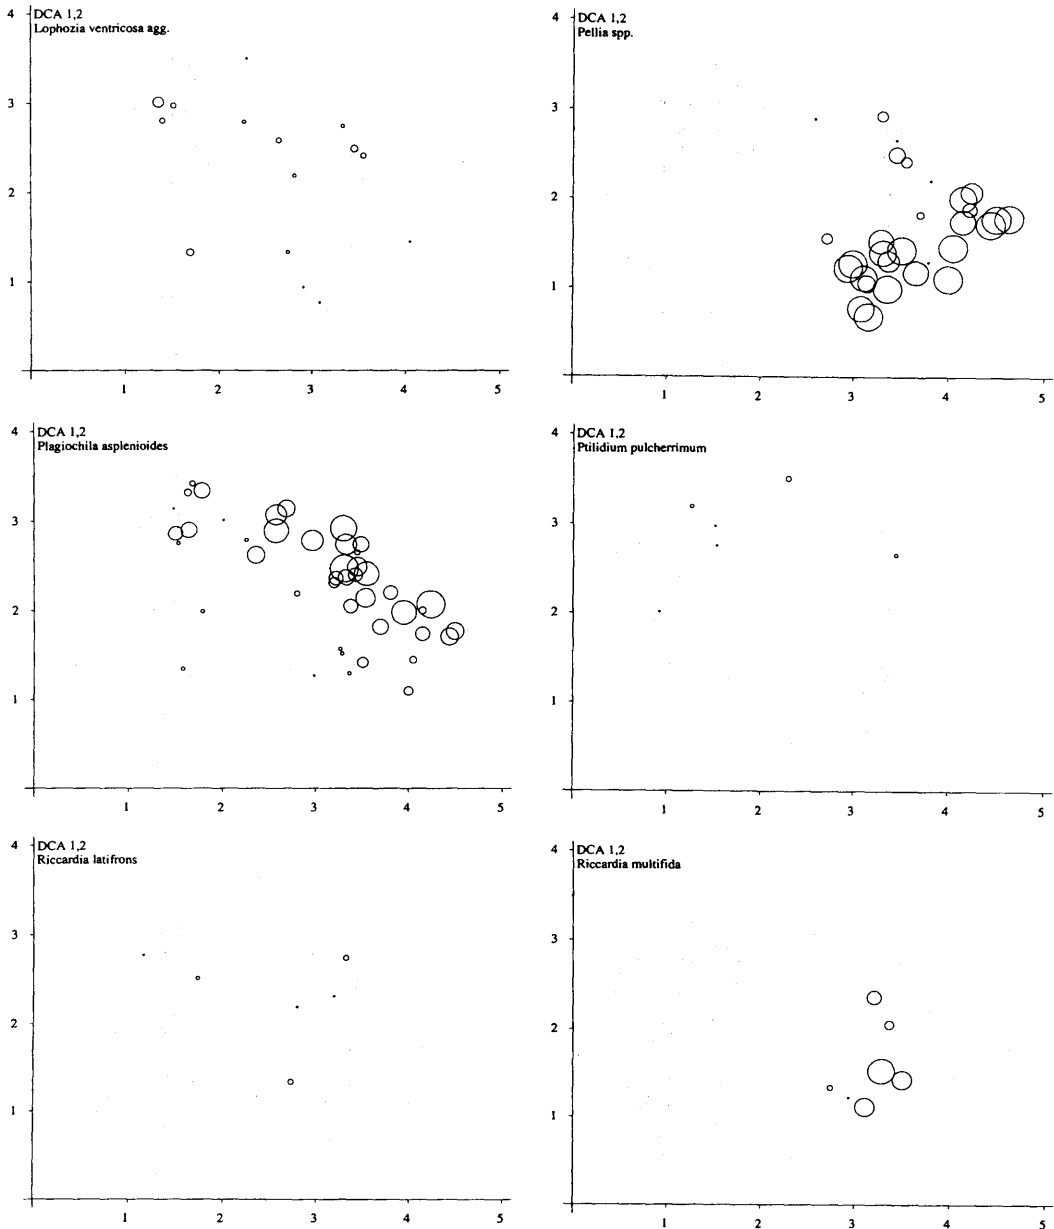 4 DCA 1,2
Lophozia ventricosa agg.
3
2
1
1 2 3 4 5
4 DCA 1,2
Pellia spp.
3
2
1
1 2 3 4 5
4 DCA 1,2
Plagiochila asplenioides
3
2
1
1 2 3 4 5
4 DCA 1,2
Ptilidium pulcherrimum
3
2
1
1 2 3 4 5
4 DCA 1,2
Riccardia latifrons
3
2
1
1 2 3 4 5
4 DCA 1,2
Riccardia multifida
3
2
1
1 2 3 4 5